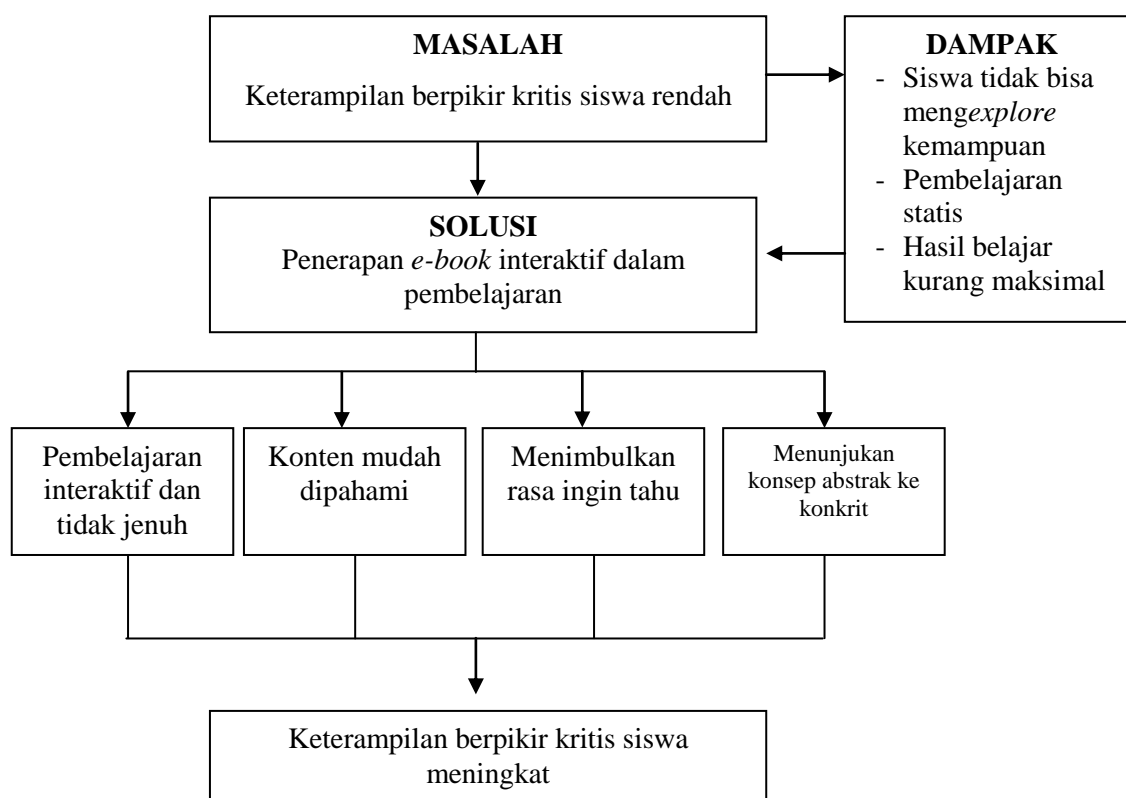 MASALAH
Keterampilan berpikir kritis siswa rendah
DAMPAK
- Siswa tidak bisa
mengexplore
kemampuan
- Pembelajaran
statis
- Hasil belajar
kurang maksimal
SOLUSI
Penerapan e-book interaktif dalam
pembelajaran
Pembelajaran
interaktif dan
tidak jenuh
Konten mudah
dipahami
Menimbulkan
rasa ingin tahu
Menunjukan
konsep abstrak ke
konkrit
Keterampilan berpikir kritis siswa
meningkat